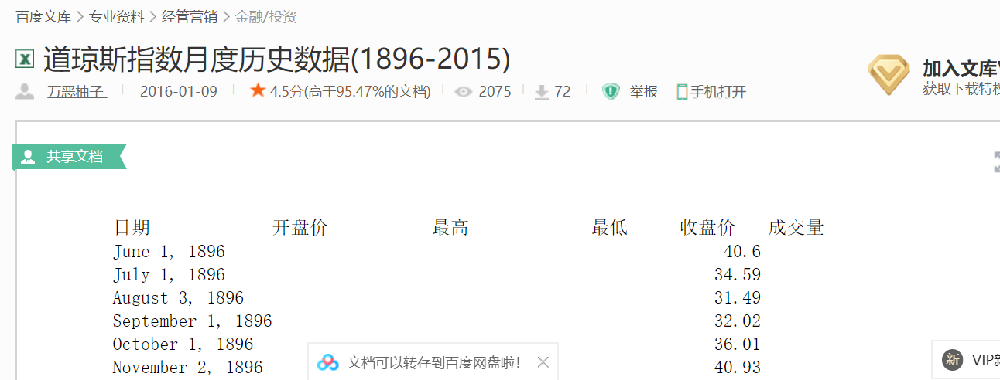 百度文库 > 专业资料 > 经管营销 > 金融/投资
道琼斯指数月度历史数据(1896-2015)
加入文库V
万恶柚子 2016-01-09 4.5分(高于95.47%的文档) 2075 72 举报 手机打开
获取下载特权
共享文档
日期 开盘价 最高 最低 收盘价 成交量
June 1, 1896 40.6
July 1, 1896 34.59
August 3, 1896 31.49
September 1, 1896 32.02
October 1, 1896 36.01
November 2, 1896 40.93
文档可以转存到百度网盘啦!
新 VIP新